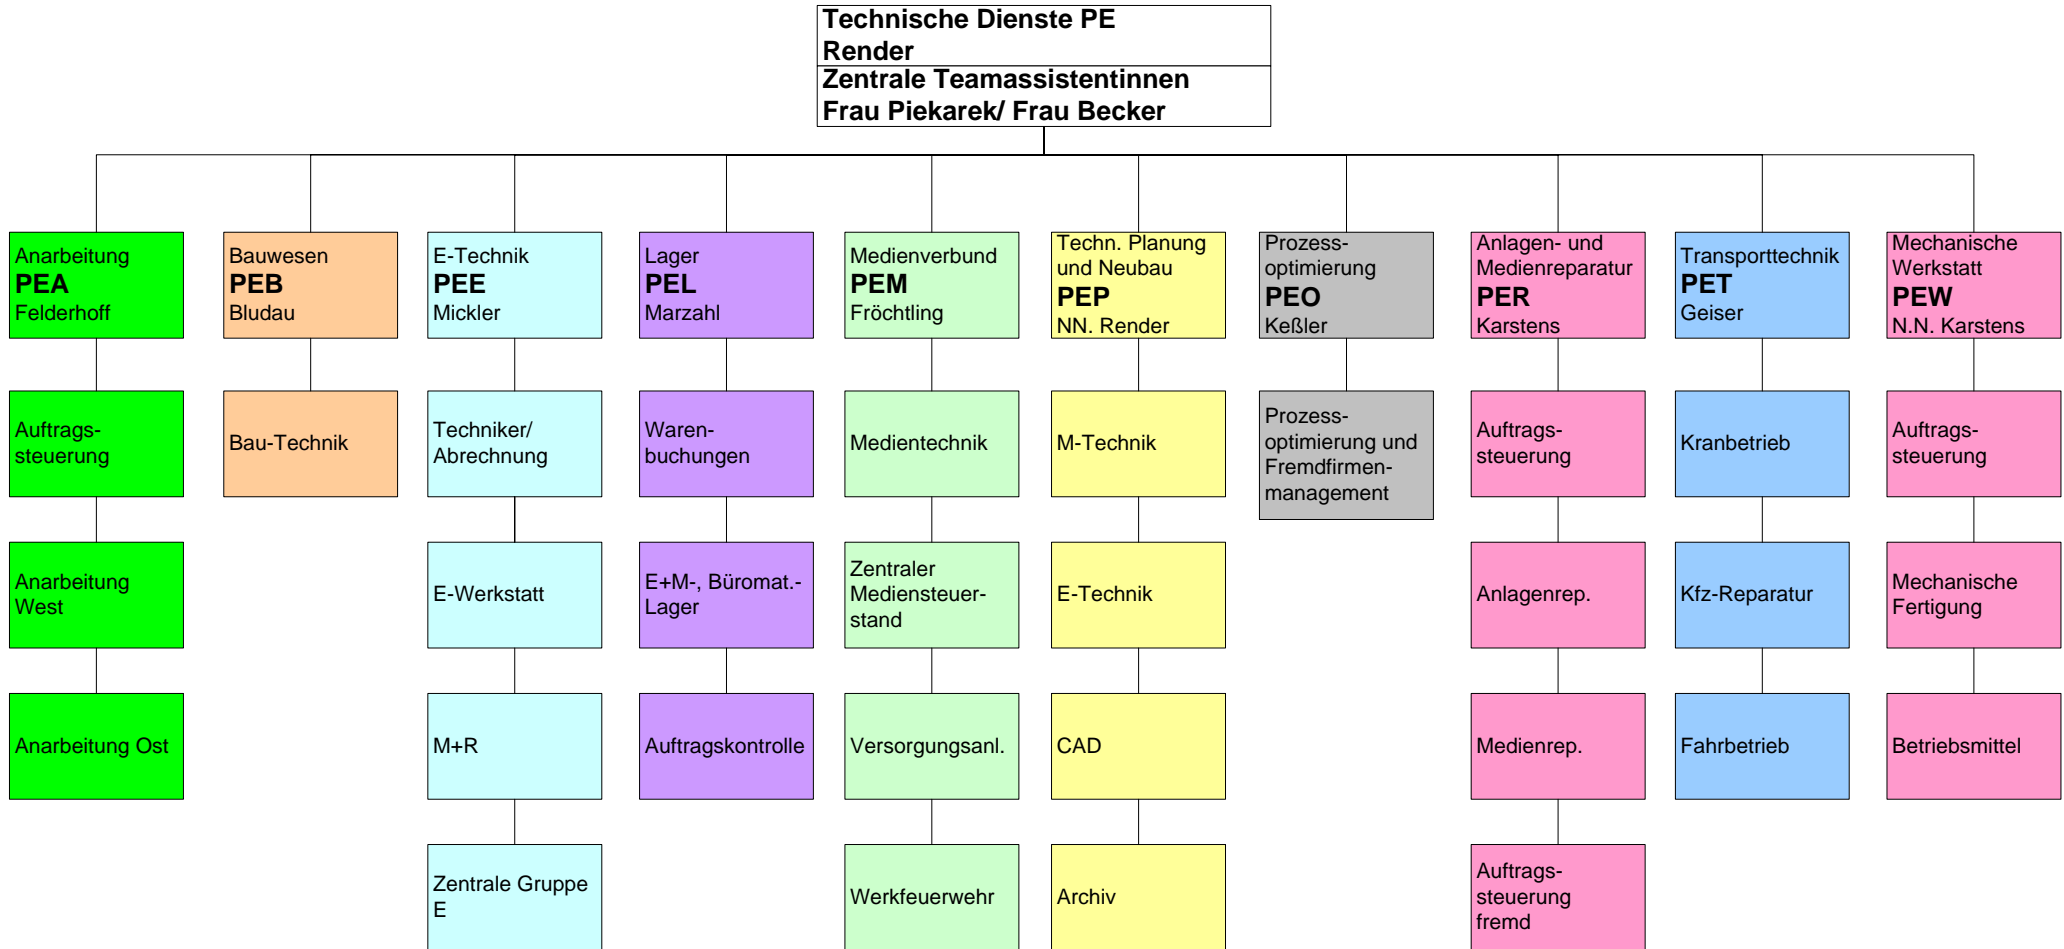 Technische Dienste PE
Render
Zentrale Teamassistentinnen
Frau Piekarek/ Frau Becker
Anarbeitung
PEA
Felderhoff
Bauwesen
PEB
Bludau
E-Technik
PEE
Mickler
Lager
PEL
Marzahl
Medienverbund
PEM
Fröchtling
Techn. Planung
und Neubau
PEP
NN. Render
Prozess-
optimierung
PEO
Keßler
Anlagen- und
Medienreparatur
PER
Karstens
Transporttechnik
PET
Geiser
Mechanische
Werkstatt
PEW
N.N. Karstens
Auftrags-
steuerung
Bau-Technik
Techniker/
Abrechnung
Waren-
buchungen
Medientechnik
M-Technik
Prozess-
optimierung und
Fremdfirmen-
management
Auftrags-
steuerung
Kranbetrieb
Auftrags-
steuerung
Anarbeitung
West
E-Werkstatt
E+M-, Büromat.-
Lager
Zentraler
Mediensteuer-
stand
E-Technik
Anlagenrep.
Kfz-Reparatur
Mechanische
Fertigung
Anarbeitung Ost
M+R
Auftragskontrolle
Versorgungsanl.
CAD
Medienrep.
Fahrbetrieb
Betriebsmittel
Zentrale Gruppe
E
Werkfeuerwehr
Archiv
Auftrags-
steuerung
fremd